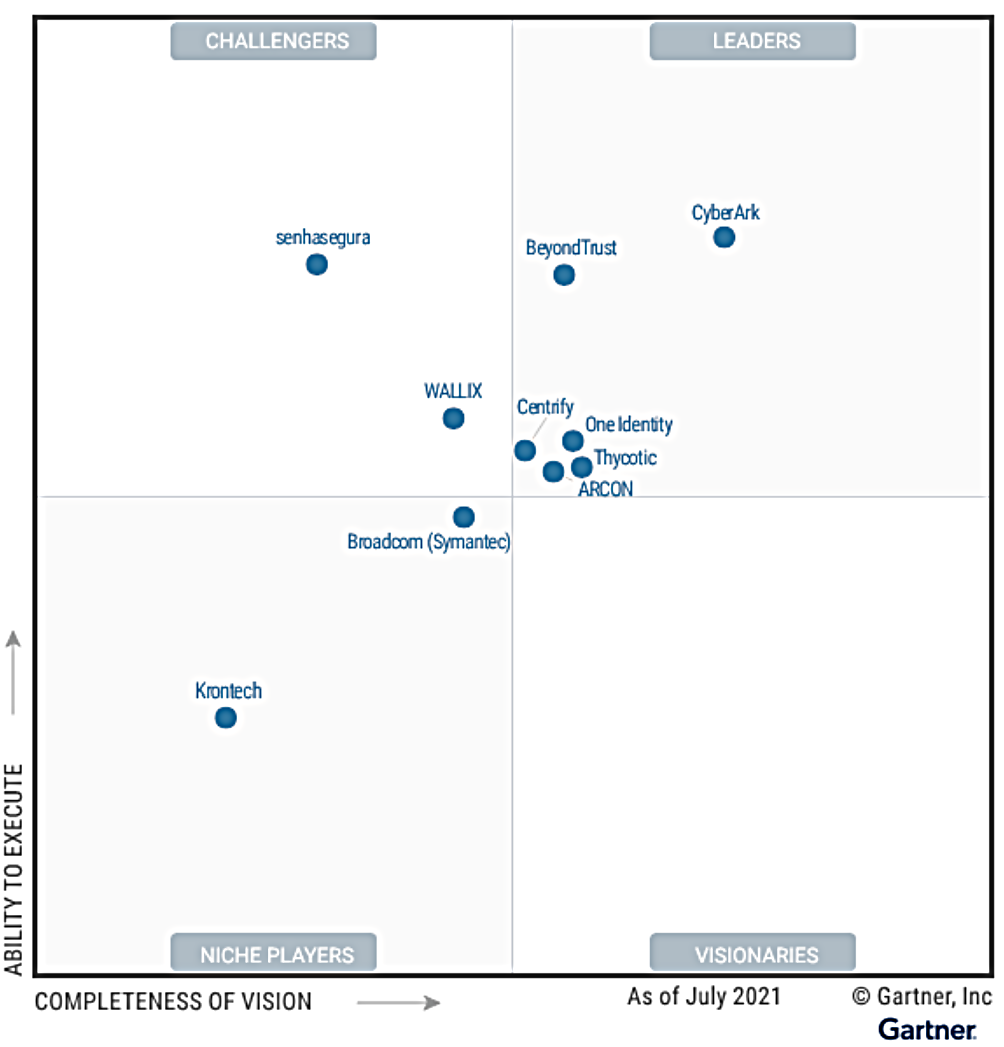 CHALLENGERS
LEADERS
CyberArk
senhasegura
BeyondTrust
WALLIX
Centrify
One Identity
Thycotic
ARCON
Broadcom (Symantec)
Krontech
ABILITY TO EXECUTE
NICHE PLAYERS
VISIONARIES
COMPLETENESS OF VISION
As of July 2021
© Gartner, Inc
Gartner.